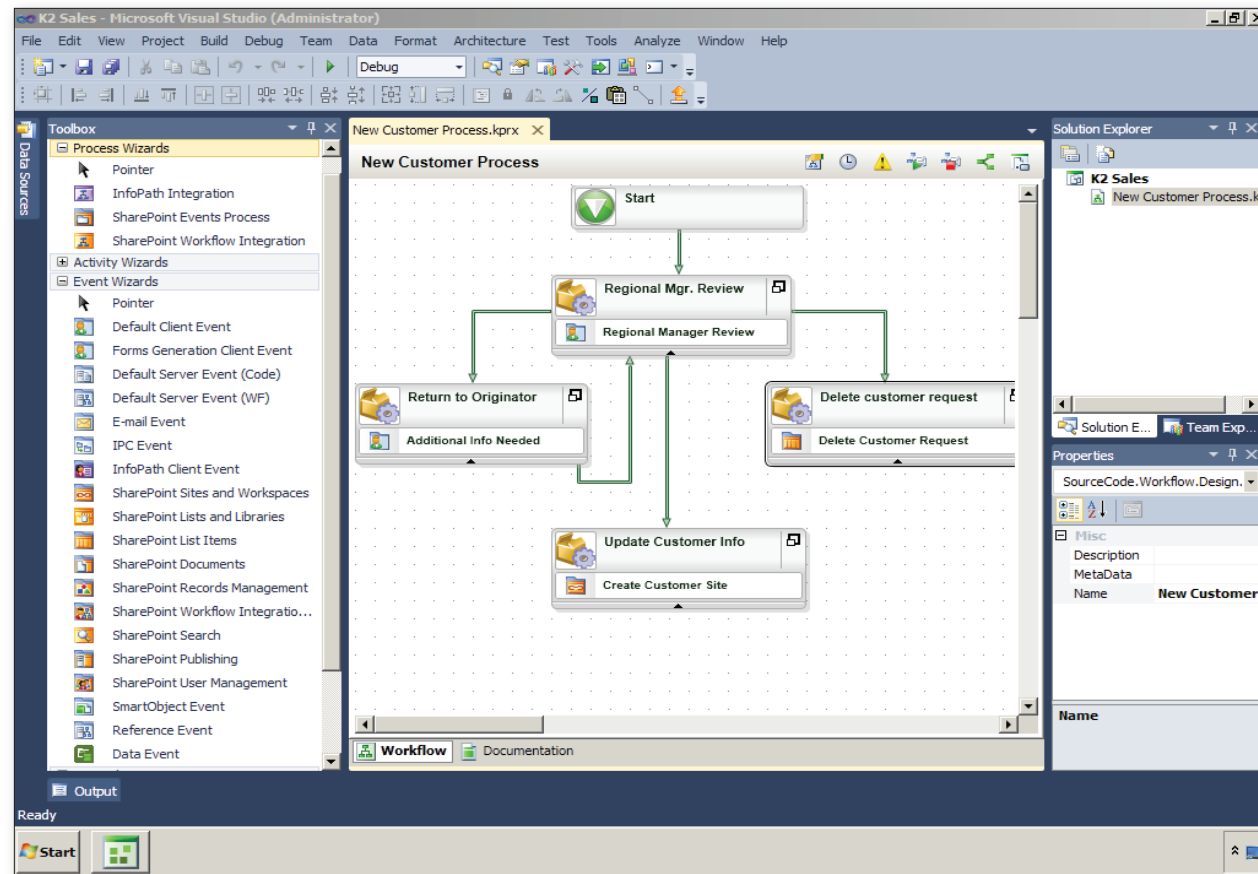 K2 Sales - Microsoft Visual Studio (Administrator)
File Edit View Project Build Debug Team Data Format Architecture Test Tools Analyze Window Help
Debug
Data Sources
Toolbox
Process Wizards
Pointer
InfoPath Integration
SharePoint Events Process
SharePoint Workflow Integration
Activity Wizards
Event Wizards
Pointer
Default Client Event
Forms Generation Client Event
Default Server Event (Code)
Default Server Event (WF)
E-mail Event
IPC Event
InfoPath Client Event
SharePoint Sites and Workspaces
SharePoint Lists and Libraries
SharePoint List Items
SharePoint Documents
SharePoint Records Management
SharePoint Workflow Integratio...
SharePoint Search
SharePoint Publishing
SharePoint User Management
SmartObject Event
Reference Event
Data Event
New Customer Process.kprx
New Customer Process
Start
Regional Mgr. Review
Regional Manager Review
Return to Originator
Additional Info Needed
Delete customer request
Delete Customer Request
Update Customer Info
Create Customer Site
Workflow Documentation
Solution Explorer
K2 Sales
New Customer Process.k
Solution E... Team Exp...
Properties
SourceCode.Workflow.Design.
Misc
Description
MetaData
Name New Customer
Name
Output
Ready
Start